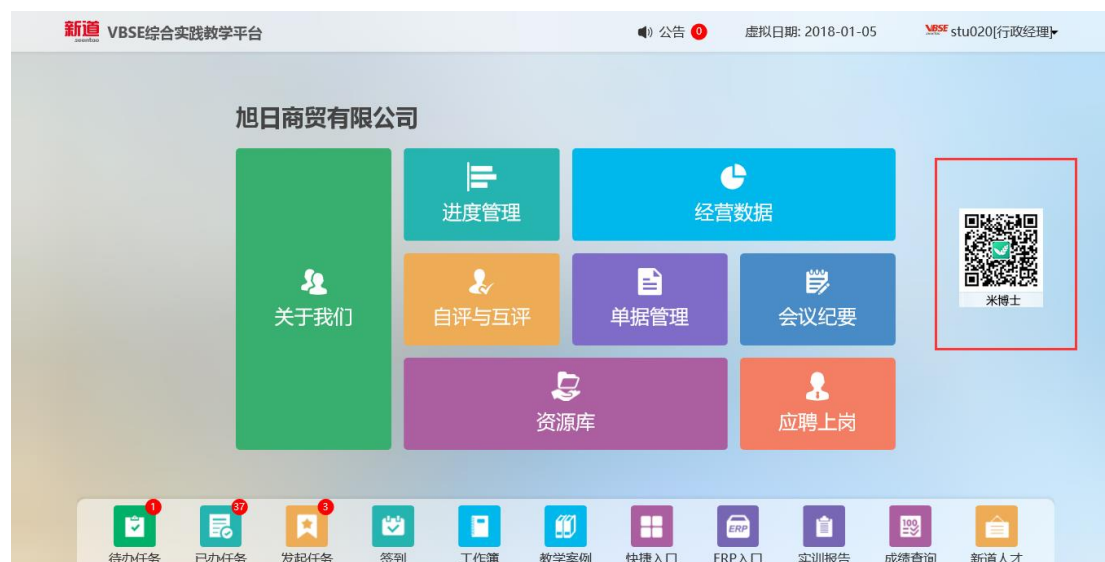 新道 VBSE综合实践教学平台
seentao
公告 0
虚拟日期: 2018-01-05
VBSE stu020[行政经理]
旭日商贸有限公司
进度管理
经营数据
关于我们
自评与互评
单据管理
会议纪要
米博士
资源库
应聘上岗
1
37
3
ERP
100
待办任务 已办任务 发起任务 签到 工作簿 教学案例 快捷入口 ERP入口 实训报告 成绩查询 新道人才